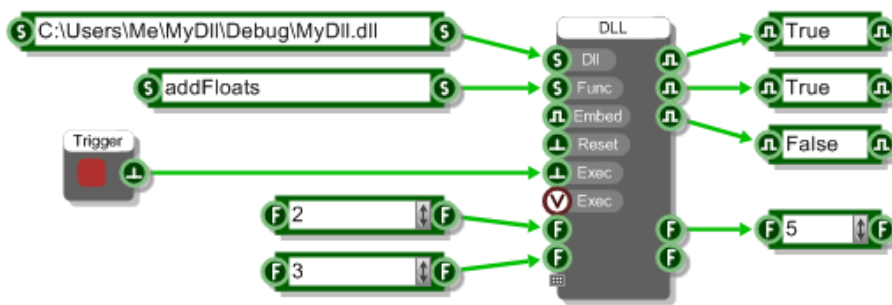 DLL
S C:\Users\Me\MyDll\Debug\MyDll.dll S
S Dll
True
S addFloats S
S Func
True
Embed
False
Trigger
Reset
Exec
V Exec
F 2 F
F F
F 5 F
F 3 F
F F